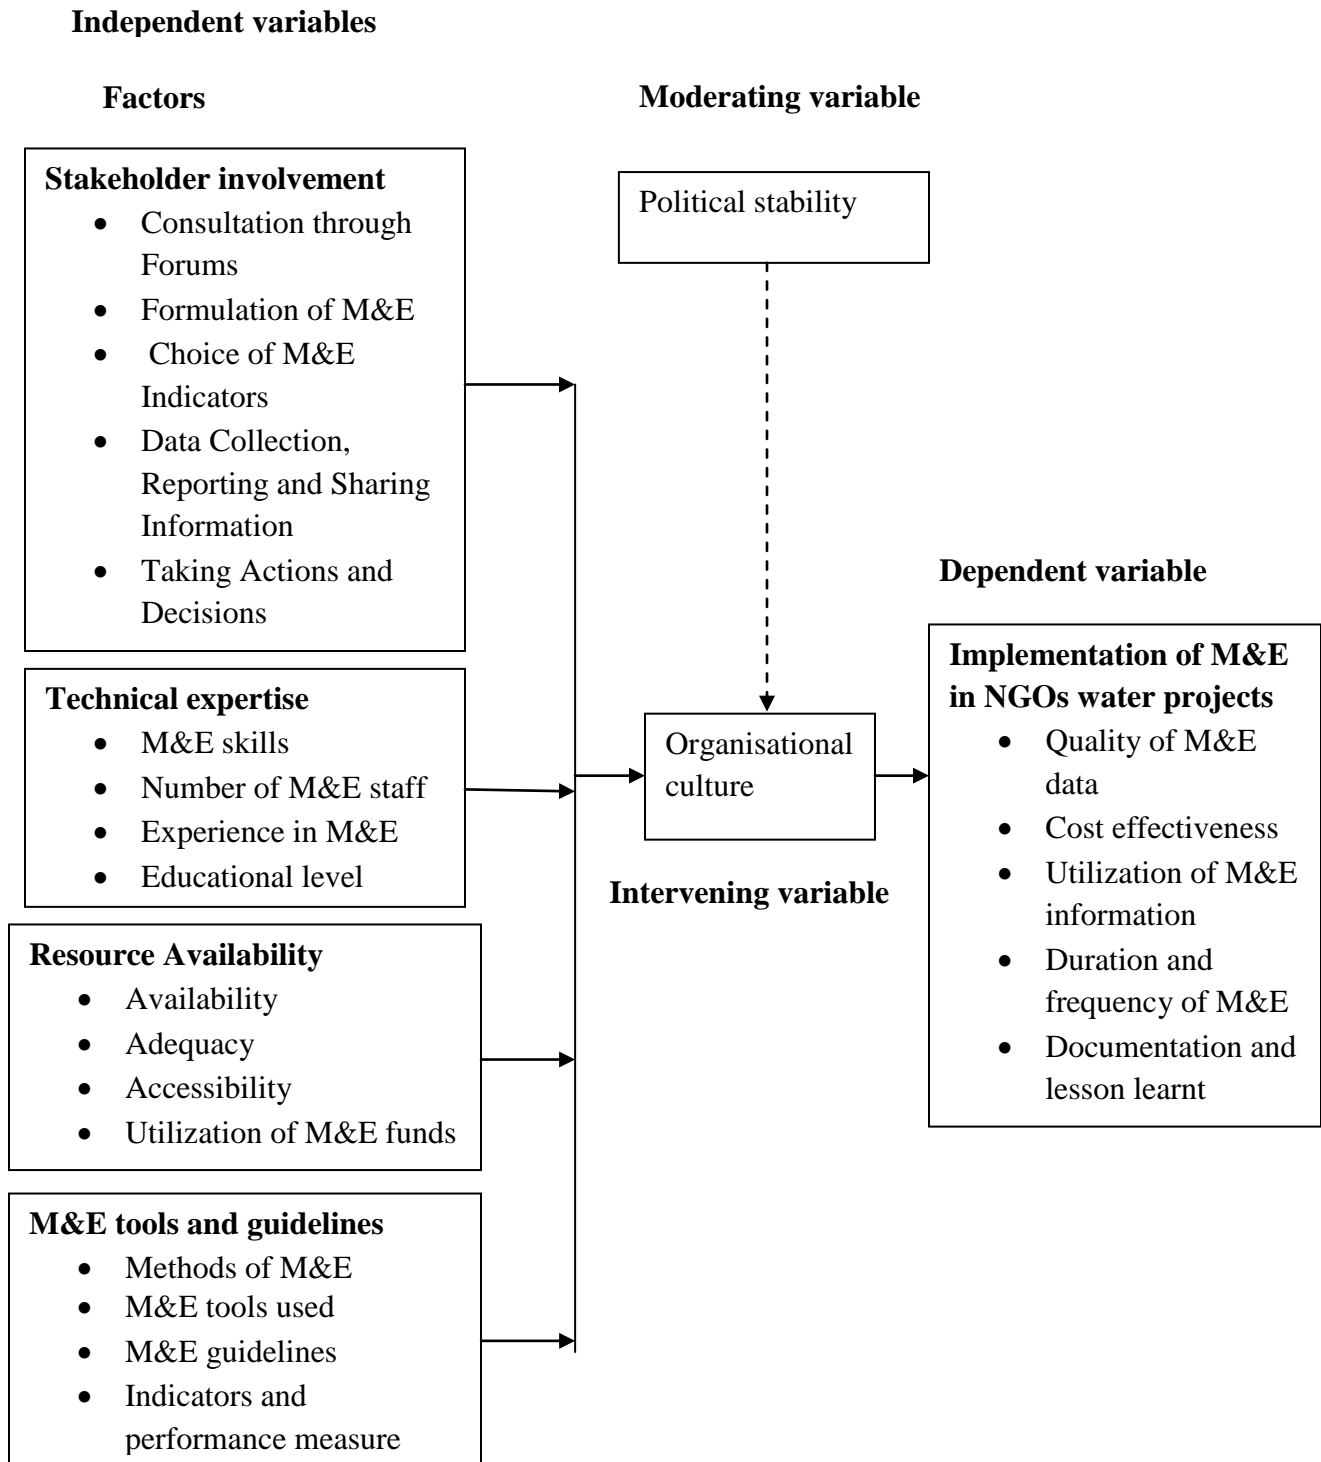 Independent variables
Factors
Stakeholder involvement
• Consultation through
Forums
• Formulation of M&E
• Choice of M&E
Indicators
• Data Collection,
Reporting and Sharing
Information
• Taking Actions and
Decisions
Technical expertise
• M&E skills
• Number of M&E staff
• Experience in M&E
• Educational level
Resource Availability
• Availability
• Adequacy
• Accessibility
• Utilization of M&E funds
M&E tools and guidelines
• Methods of M&E
• M&E tools used
• M&E guidelines
• Indicators and
performance measure
Moderating variable
Political stability
Organisational
culture
Intervening variable
Dependent variable
Implementation of M&E
in NGOs water projects
• Quality of M&E
data
• Cost effectiveness
• Utilization of M&E
information
• Duration and
frequency of M&E
• Documentation and
lesson learnt